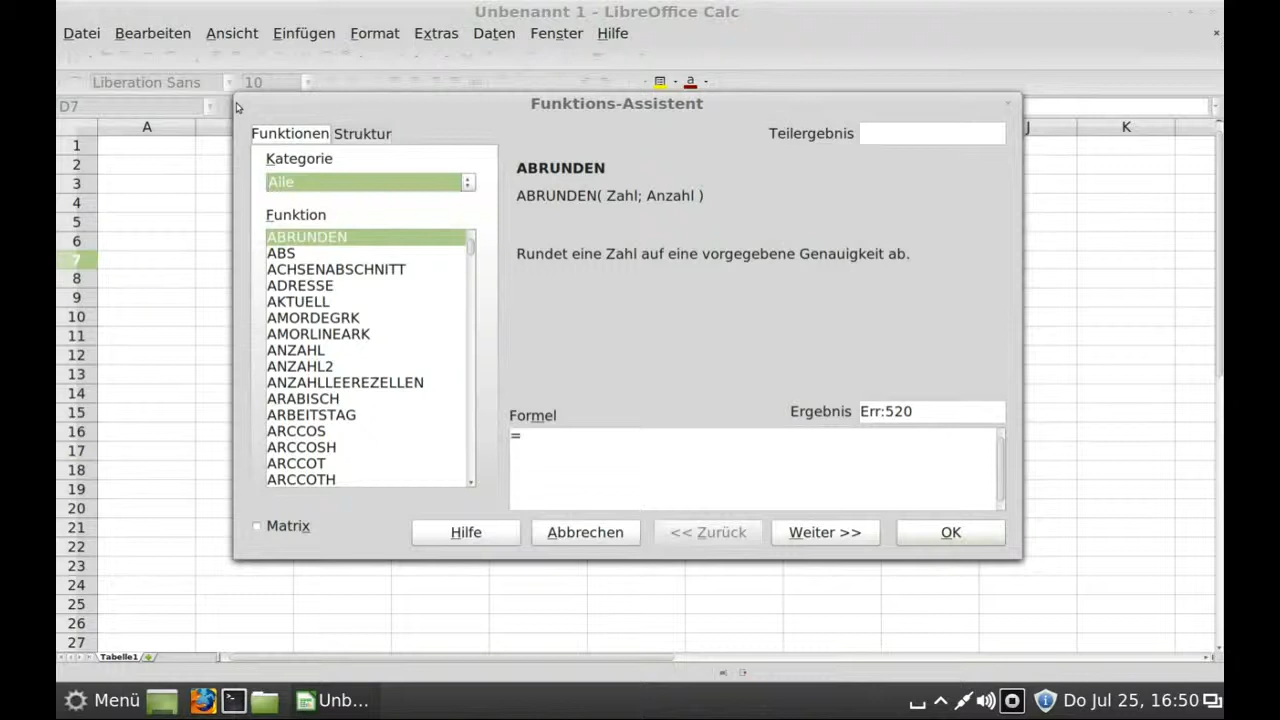 Unbenannt 1 - LibreOffice Calc
Datei Bearbeiten Ansicht Einfügen Format Extras Daten Fenster Hilfe
Liberation Sans 10
D7
Funktions-Assistent
A J K
1
2
3
4
5
6
7
8
9
10
11
12
13
14
15
16
17
18
19
20
21
22
23
24
25
26
27
Funktionen Struktur
Teilergebnis
Kategorie
Alle
Funktion
ABRUNDEN
ABS
ACHSENABSCHNITT
ADRESSE
AKTUELL
AMORDEGRK
AMORLINEARK
ANZAHL
ANZAHL2
ANZAHLLEEREZELLEN
ARABISCH
ARBEITSTAG
ARCCOS
ARCCOSH
ARCCOT
ARCCOTH
ABRUNDEN
ABRUNDEN( Zahl; Anzahl )
Rundet eine Zahl auf eine vorgegebene Genauigkeit ab.
Formel
Ergebnis Err:520
=
Matrix
Hilfe Abbrechen << Zurück Weiter >> OK
Tabelle1
Menü Unb... Do Jul 25, 16:50